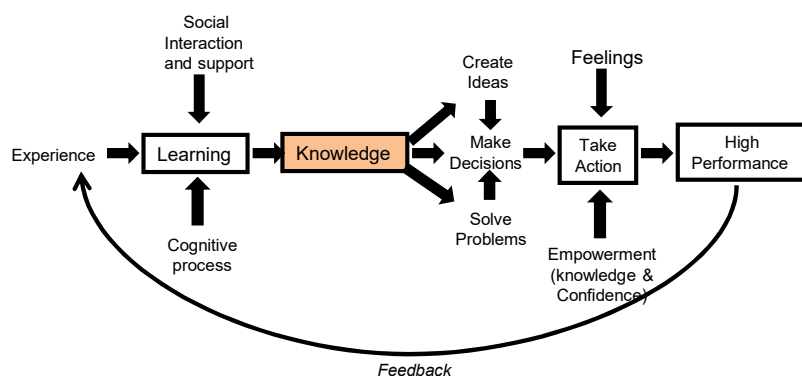 Social
Interaction
and support
Experience
Learning
Cognitive
process
Knowledge
Create
Ideas
Make
Decisions
Solve
Problems
Feelings
Take
Action
Empowerment
(knowledge &
Confidence)
High
Performance
Feedback